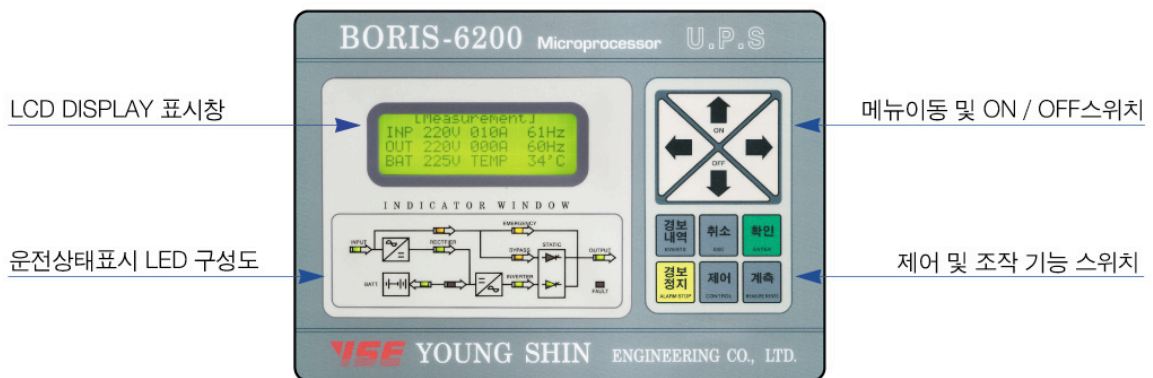 BORIS-6200 Microprocessor U.P.S
LCD DISPLAY 표시창
[Measurement]
INP 220V 010A 61Hz
OUT 220V 000A 60Hz
BAT 225V TEMP 34'C
INDICATOR WINDOW
메뉴이동 및 ON / OFF스위치
ON
OFF
운전상태표시 LED 구성도
EMERGENCY
INPUT
RECTIFIER
BYPASS
STATIC
OUTPUT
BATT
INVERTER
FAULT
경보
내역
EVENTS
취소
ESC
확인
ENTER
경보
정지
ALARM STOP
제어
CONTROL
계측
제어 및 조작 기능 스위치
YSE YOUNG SHIN ENGINEERING CO., LTD.